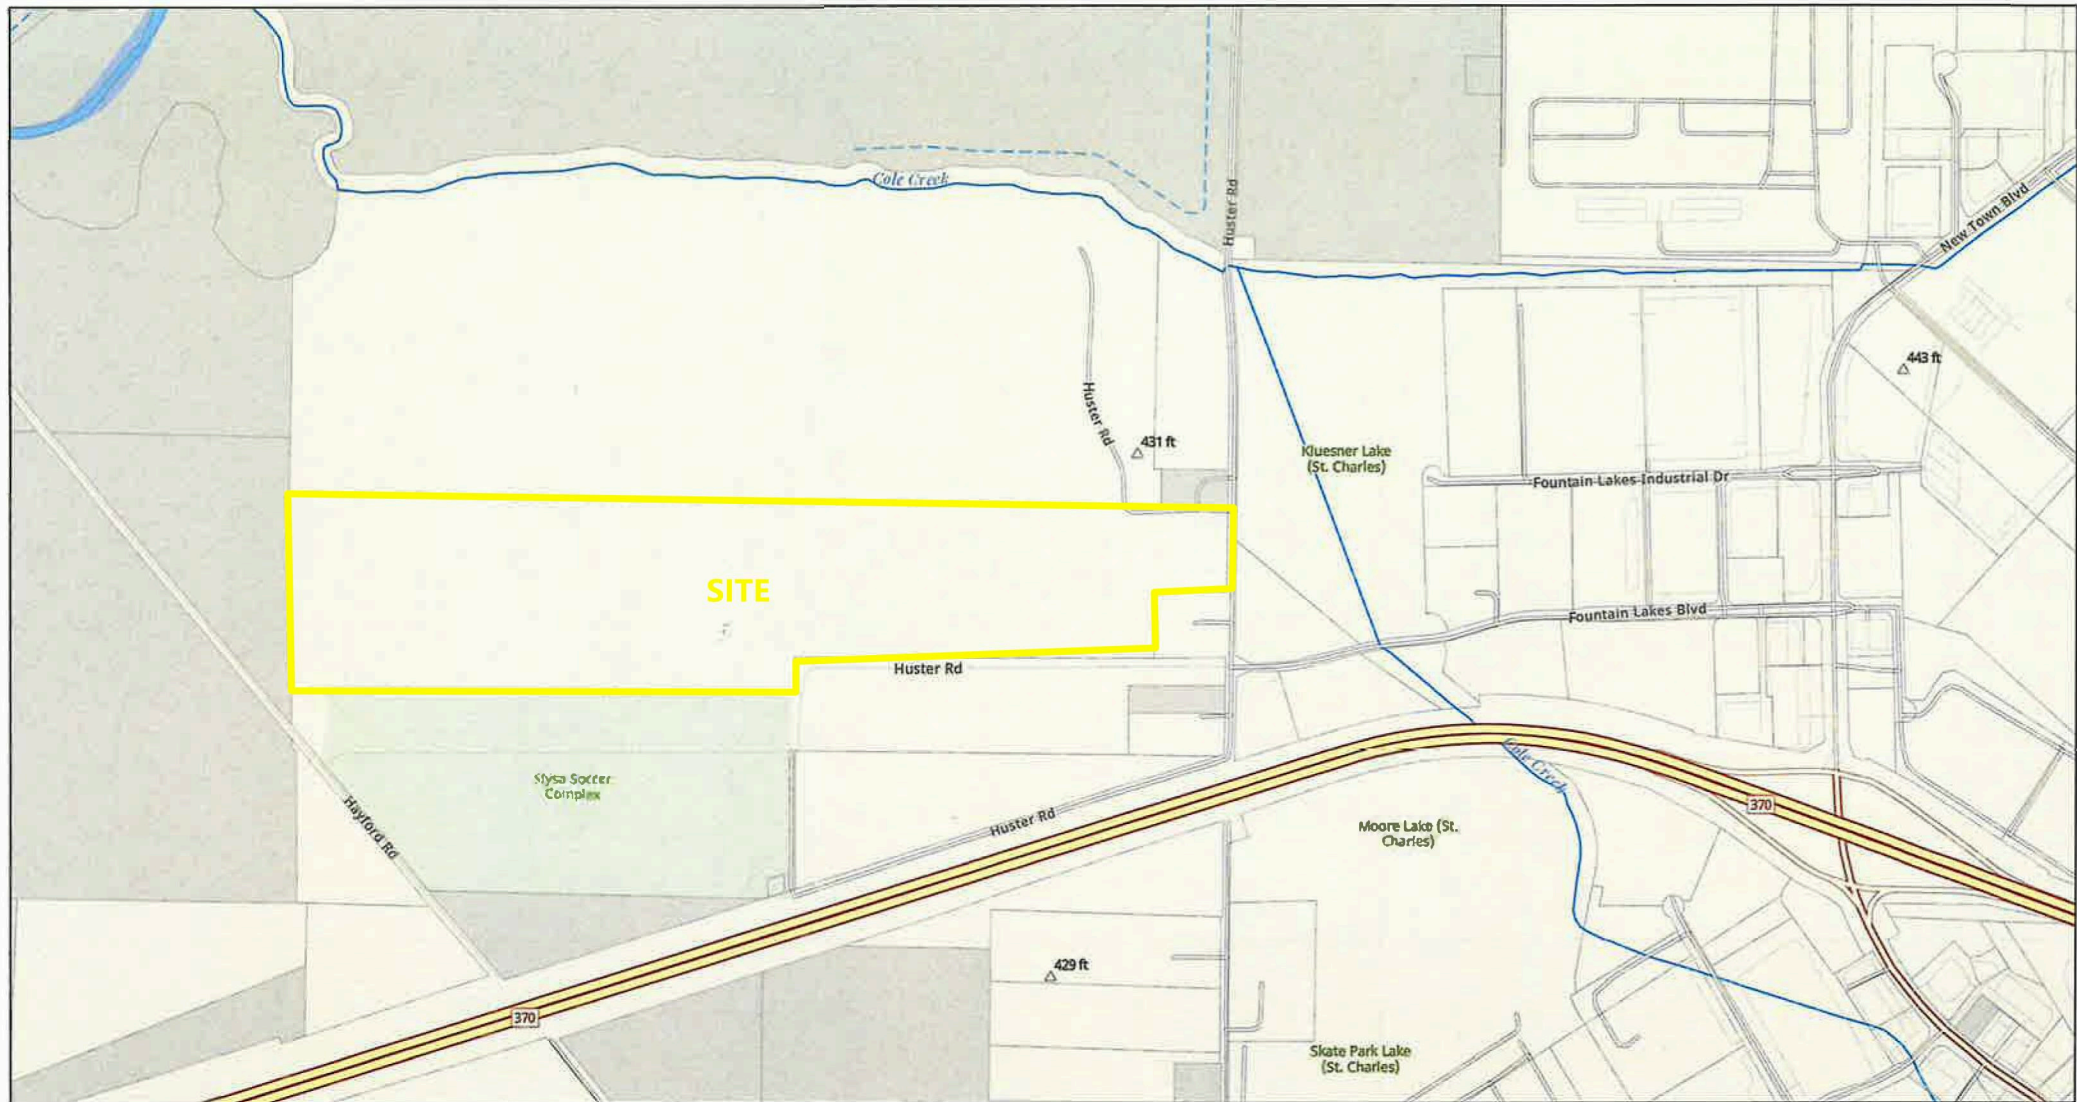 Cole Creek
Huster Rd
New Town Blvd
443 ft
Huster Rd
431 ft
Kluesner Lake
(St. Charles)
Fountain Lakes Industrial Dr
SITE
Fountain Lakes Blvd
Huster Rd
Slysa Soccer
Complex
Hayford Rd
Huster Rd
Cole Creek
370
Moore Lake (St.
Charles)
429 ft
370
Skate Park Lake
(St. Charles)